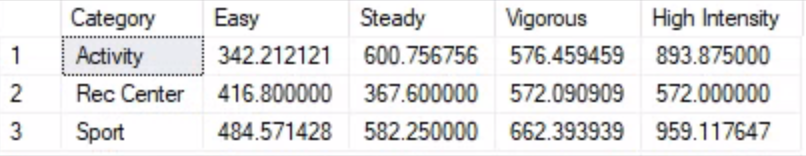 Category Easy Steady Vigorous High Intensity
1 Activity 342.212121 600.756756 576.459459 893.875000
2 Rec Center 416.800000 367.600000 572.090909 572.000000
3 Sport 484.571428 582.250000 662.393939 959.117647